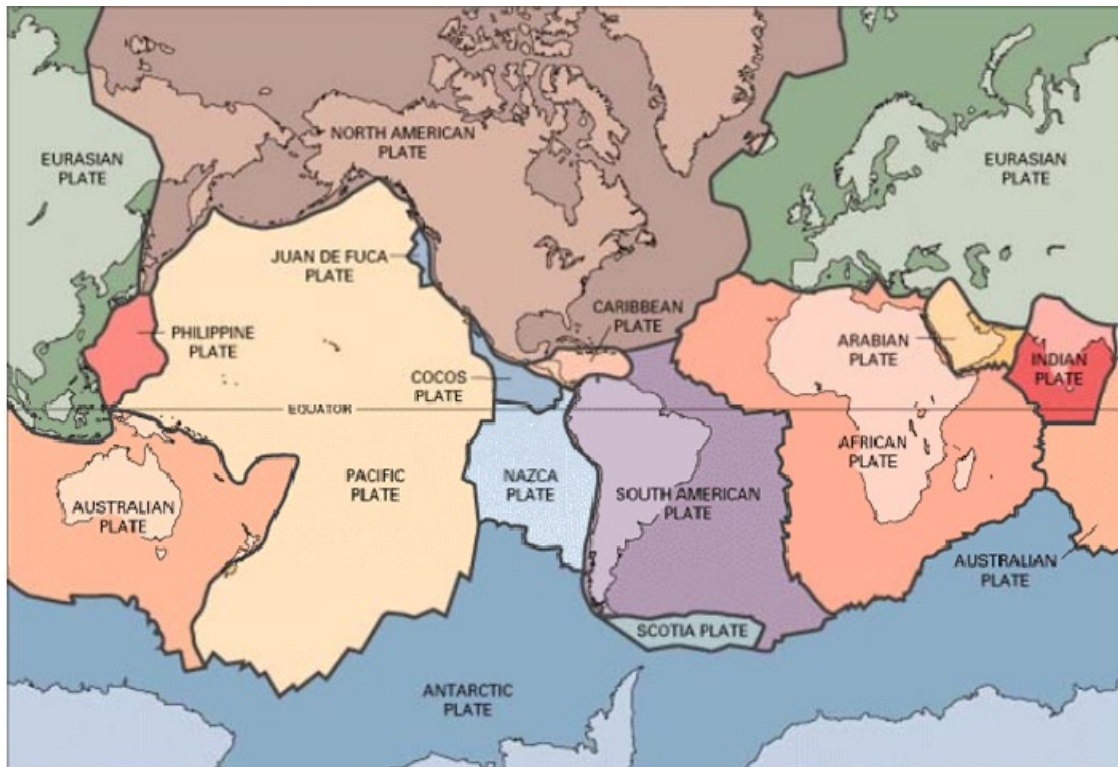 NORTH AMERICAN
PLATE
EURASIAN
PLATE
EURASIAN
PLATE
JUAN DE FUCA
PLATE
PHILIPPINE
PLATE
CARIBBEAN
PLATE
ARABIAN
PLATE
INDIAN
PLATE
COCOS
PLATE
EQUATOR
AFRICAN
PLATE
PACIFIC
PLATE
NAZCA
PLATE
SOUTH AMERICAN
PLATE
AUSTRALIAN
PLATE
AUSTRALIAN
PLATE
SCOTIA PLATE
ANTARCTIC
PLATE